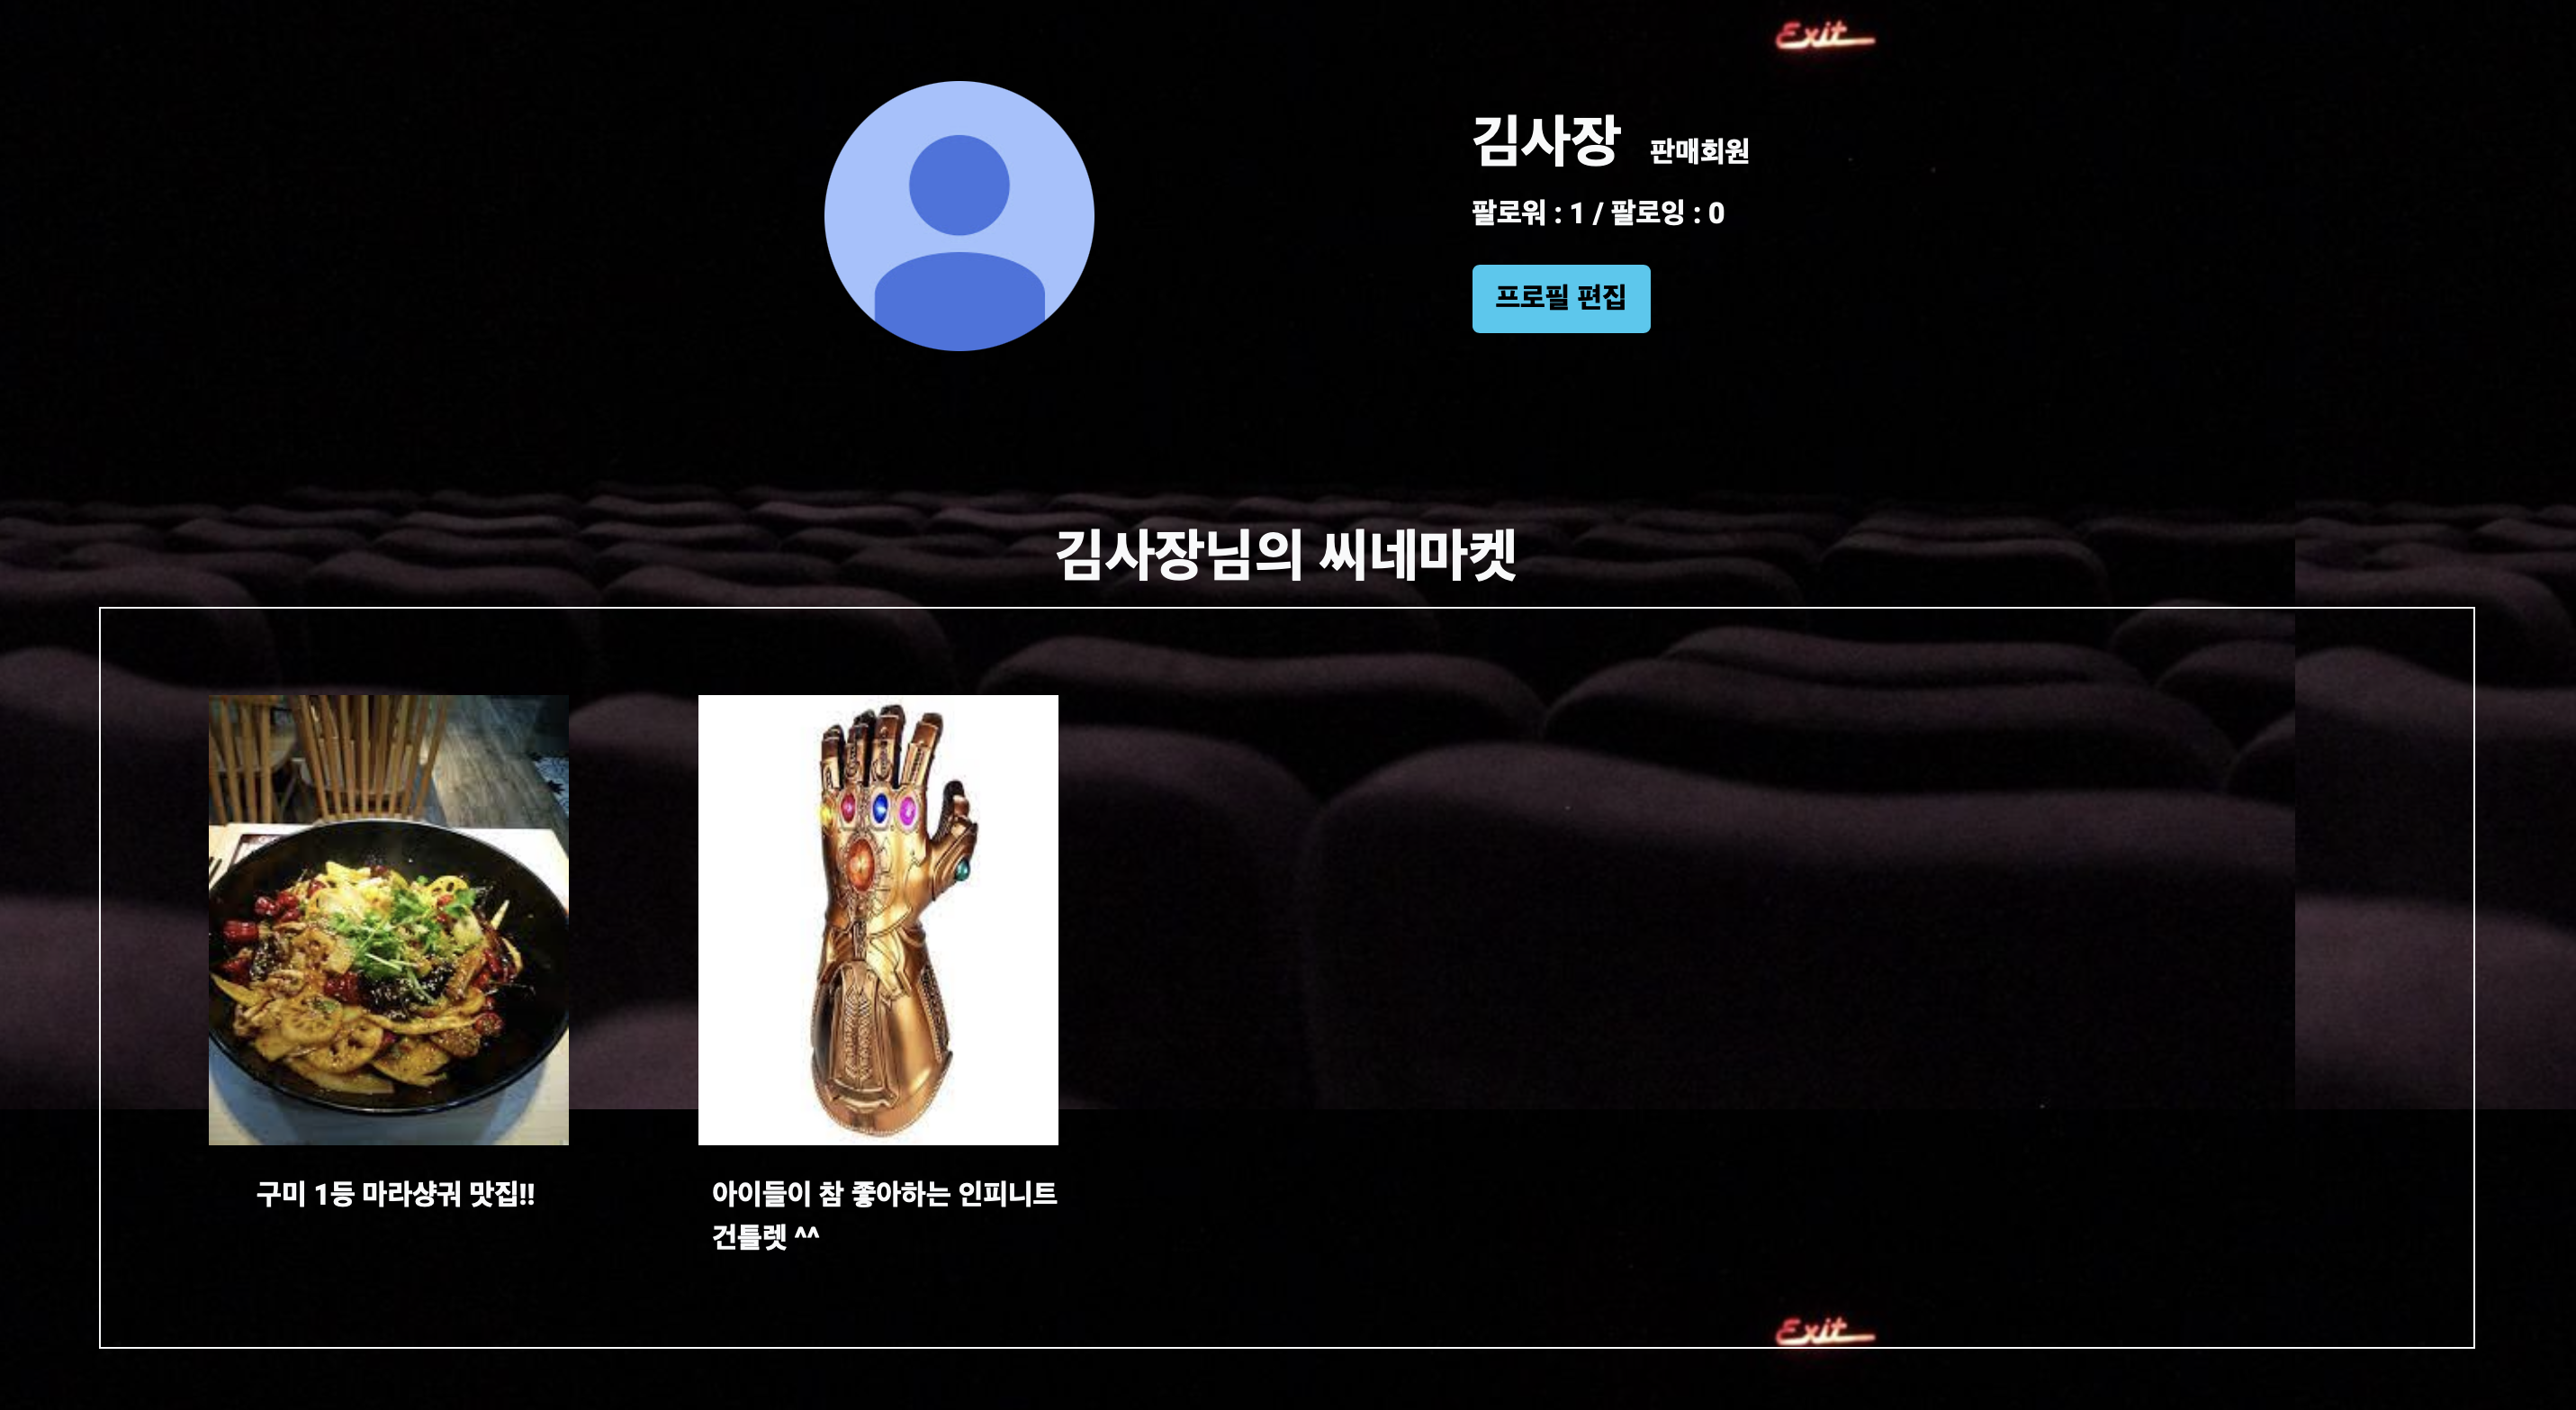 Exit
김사장 판매회원
팔로워 : 1 / 팔로잉 : 0
프로필 편집
김사장님의 씨네마켓
구미 1등 마라샹궈 맛집!!
아이들이 참 좋아하는 인피니트
건틀렛 ^^
Exit